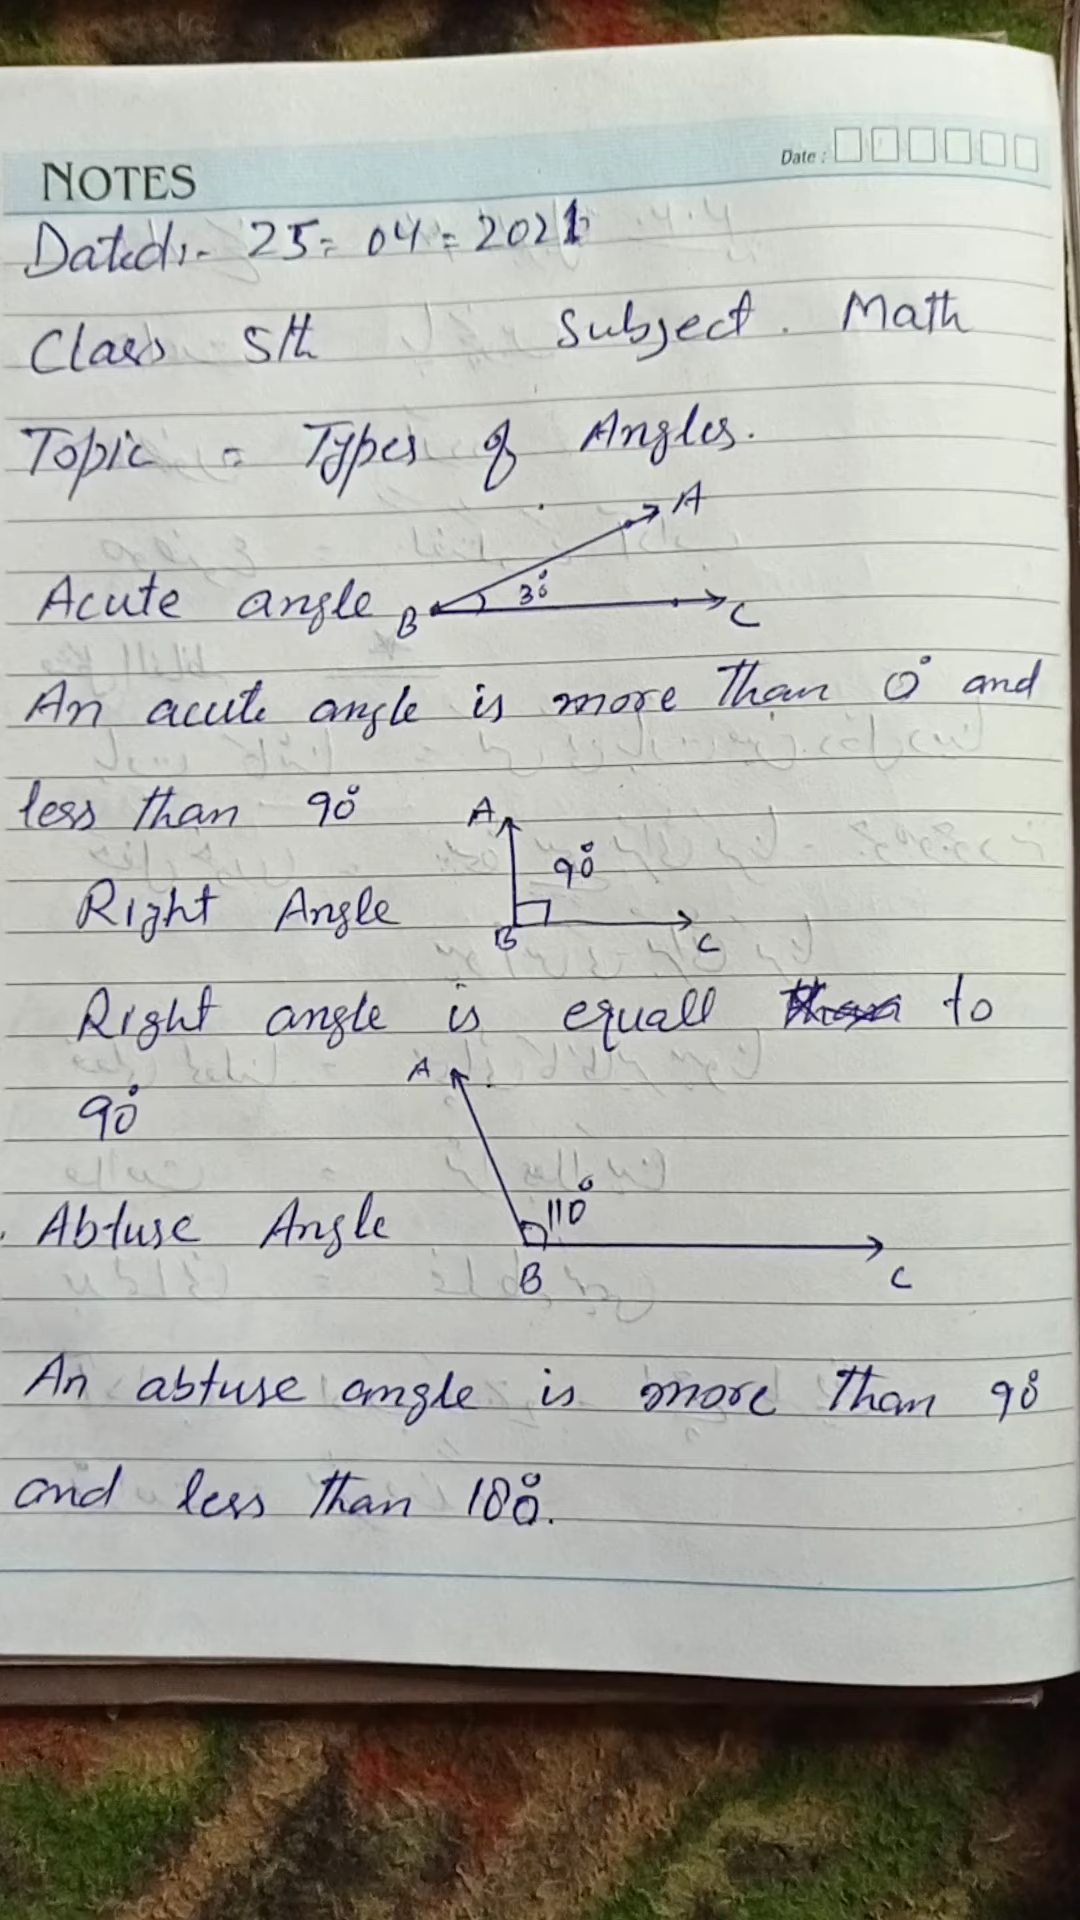 NOTES
Date :
Dated:- 25= 04 = 2021
Class 5th Subject. Math
Topic = Types of Angles.
A
Acute angle B 30° C
An acute angle is more than 0° and
less than 90°
A
90°
Right Angle
B C
Right angle is equall to
90°
A
Abtuse Angle 110°
B C
An abtuse angle is more than 90°
and less than 180°.